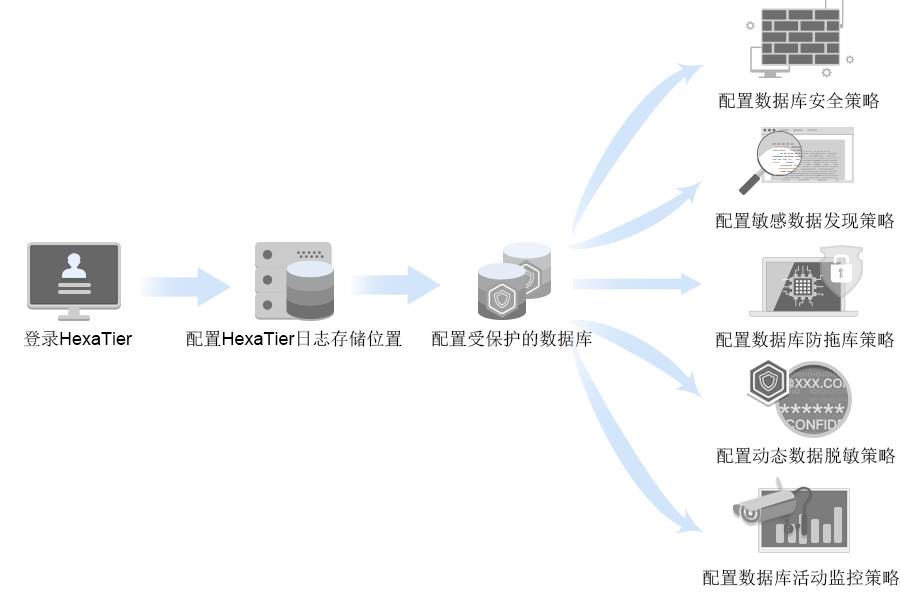 登录HexaTier
配置HexaTier日志存储位置
配置受保护的数据库
配置数据库安全策略
配置敏感数据发现策略
配置数据库防拖库策略
@XXX.CO
******
CONFIDE
配置动态数据脱敏策略
配置数据库活动监控策略